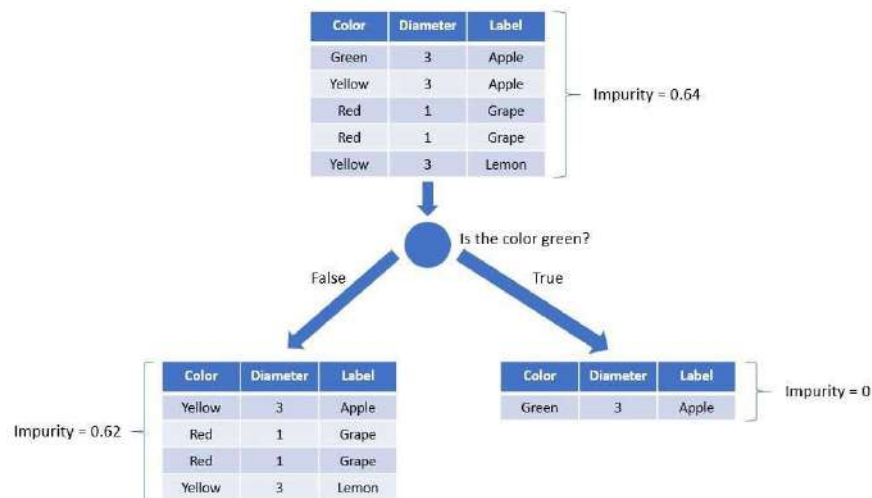 Color Diameter Label
Green 3 Apple
Yellow 3 Apple
Red 1 Grape
Red 1 Grape
Yellow 3 Lemon
Impurity = 0.64
Is the color green?
False
True
Color Diameter Label
Yellow 3 Apple
Red 1 Grape
Red 1 Grape
Yellow 3 Lemon
Impurity = 0.62
Color Diameter Label
Green 3 Apple
Impurity = 0